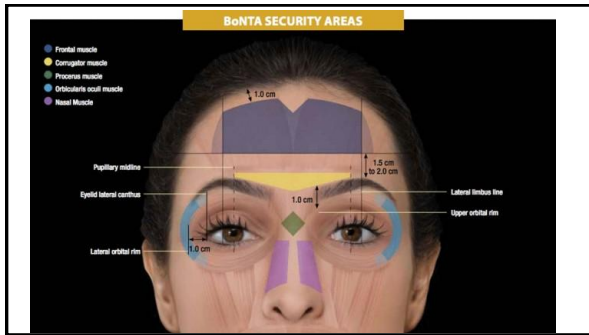 BoNTA SECURITY AREAS
Frontal muscle
Corrugator muscle
Procerus muscle
Orbicularis oculi muscle
Nasal Muscle
1.0 cm
Pupillary midline
1.5 cm
to 2.0 cm
Eyelid lateral canthus
1.0 cm
Lateral limbus line
Upper orbital rim
Lateral orbital rim
1.0 cm